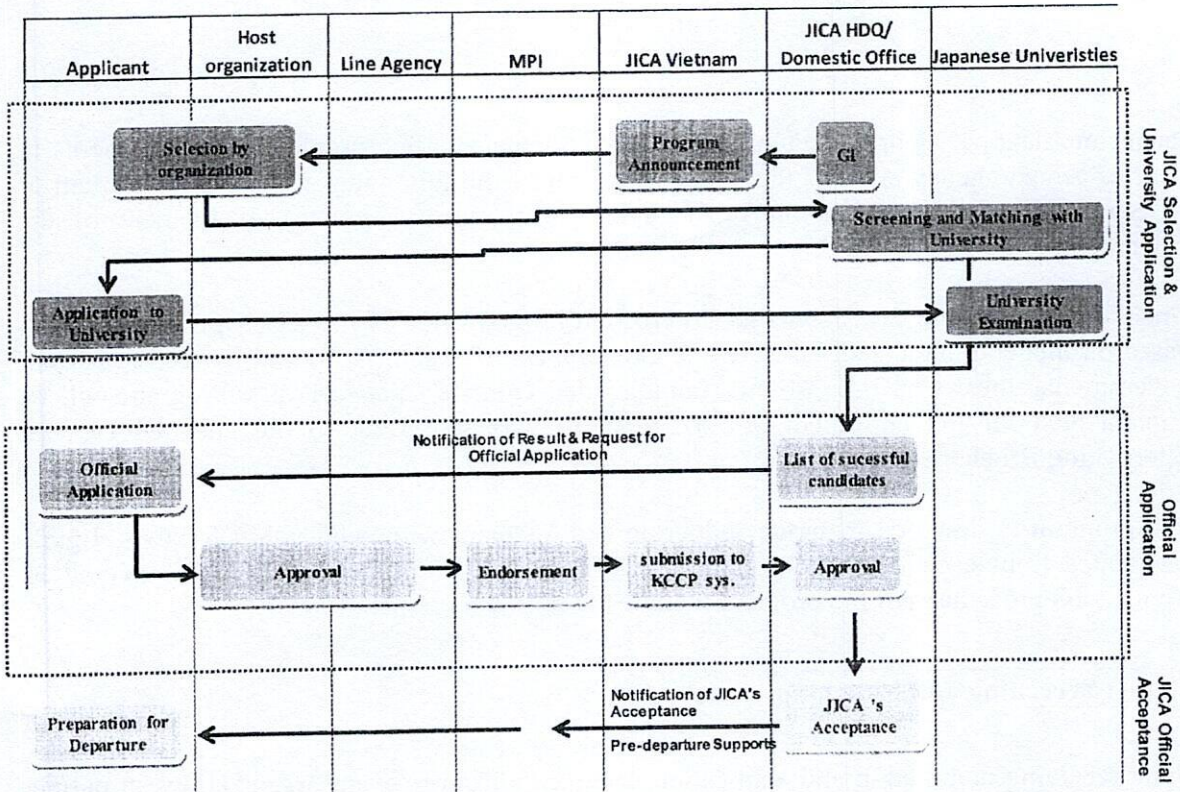 Applicant
Host
organization
Line Agency
MPI
JICA Vietnam
JICA HDQ/
Domestic Office
Japanese Univeristies
Selecion by
organization
Program
Announcement
GI
Screening and Matching with
University
Application to
University
University
Examination
JICA Selection &
University Application
Notification of Result & Request for
Official Application
Official
Application
List of sucessful
candidates
Approval
Endorsement
submission to
KCCP sys.
Approval
Official
Application
Notification of JICA's
Acceptance
Pre-departure Supports
Preparation for
Departure
JICA 's
Acceptance
JICA Official
Acceptance